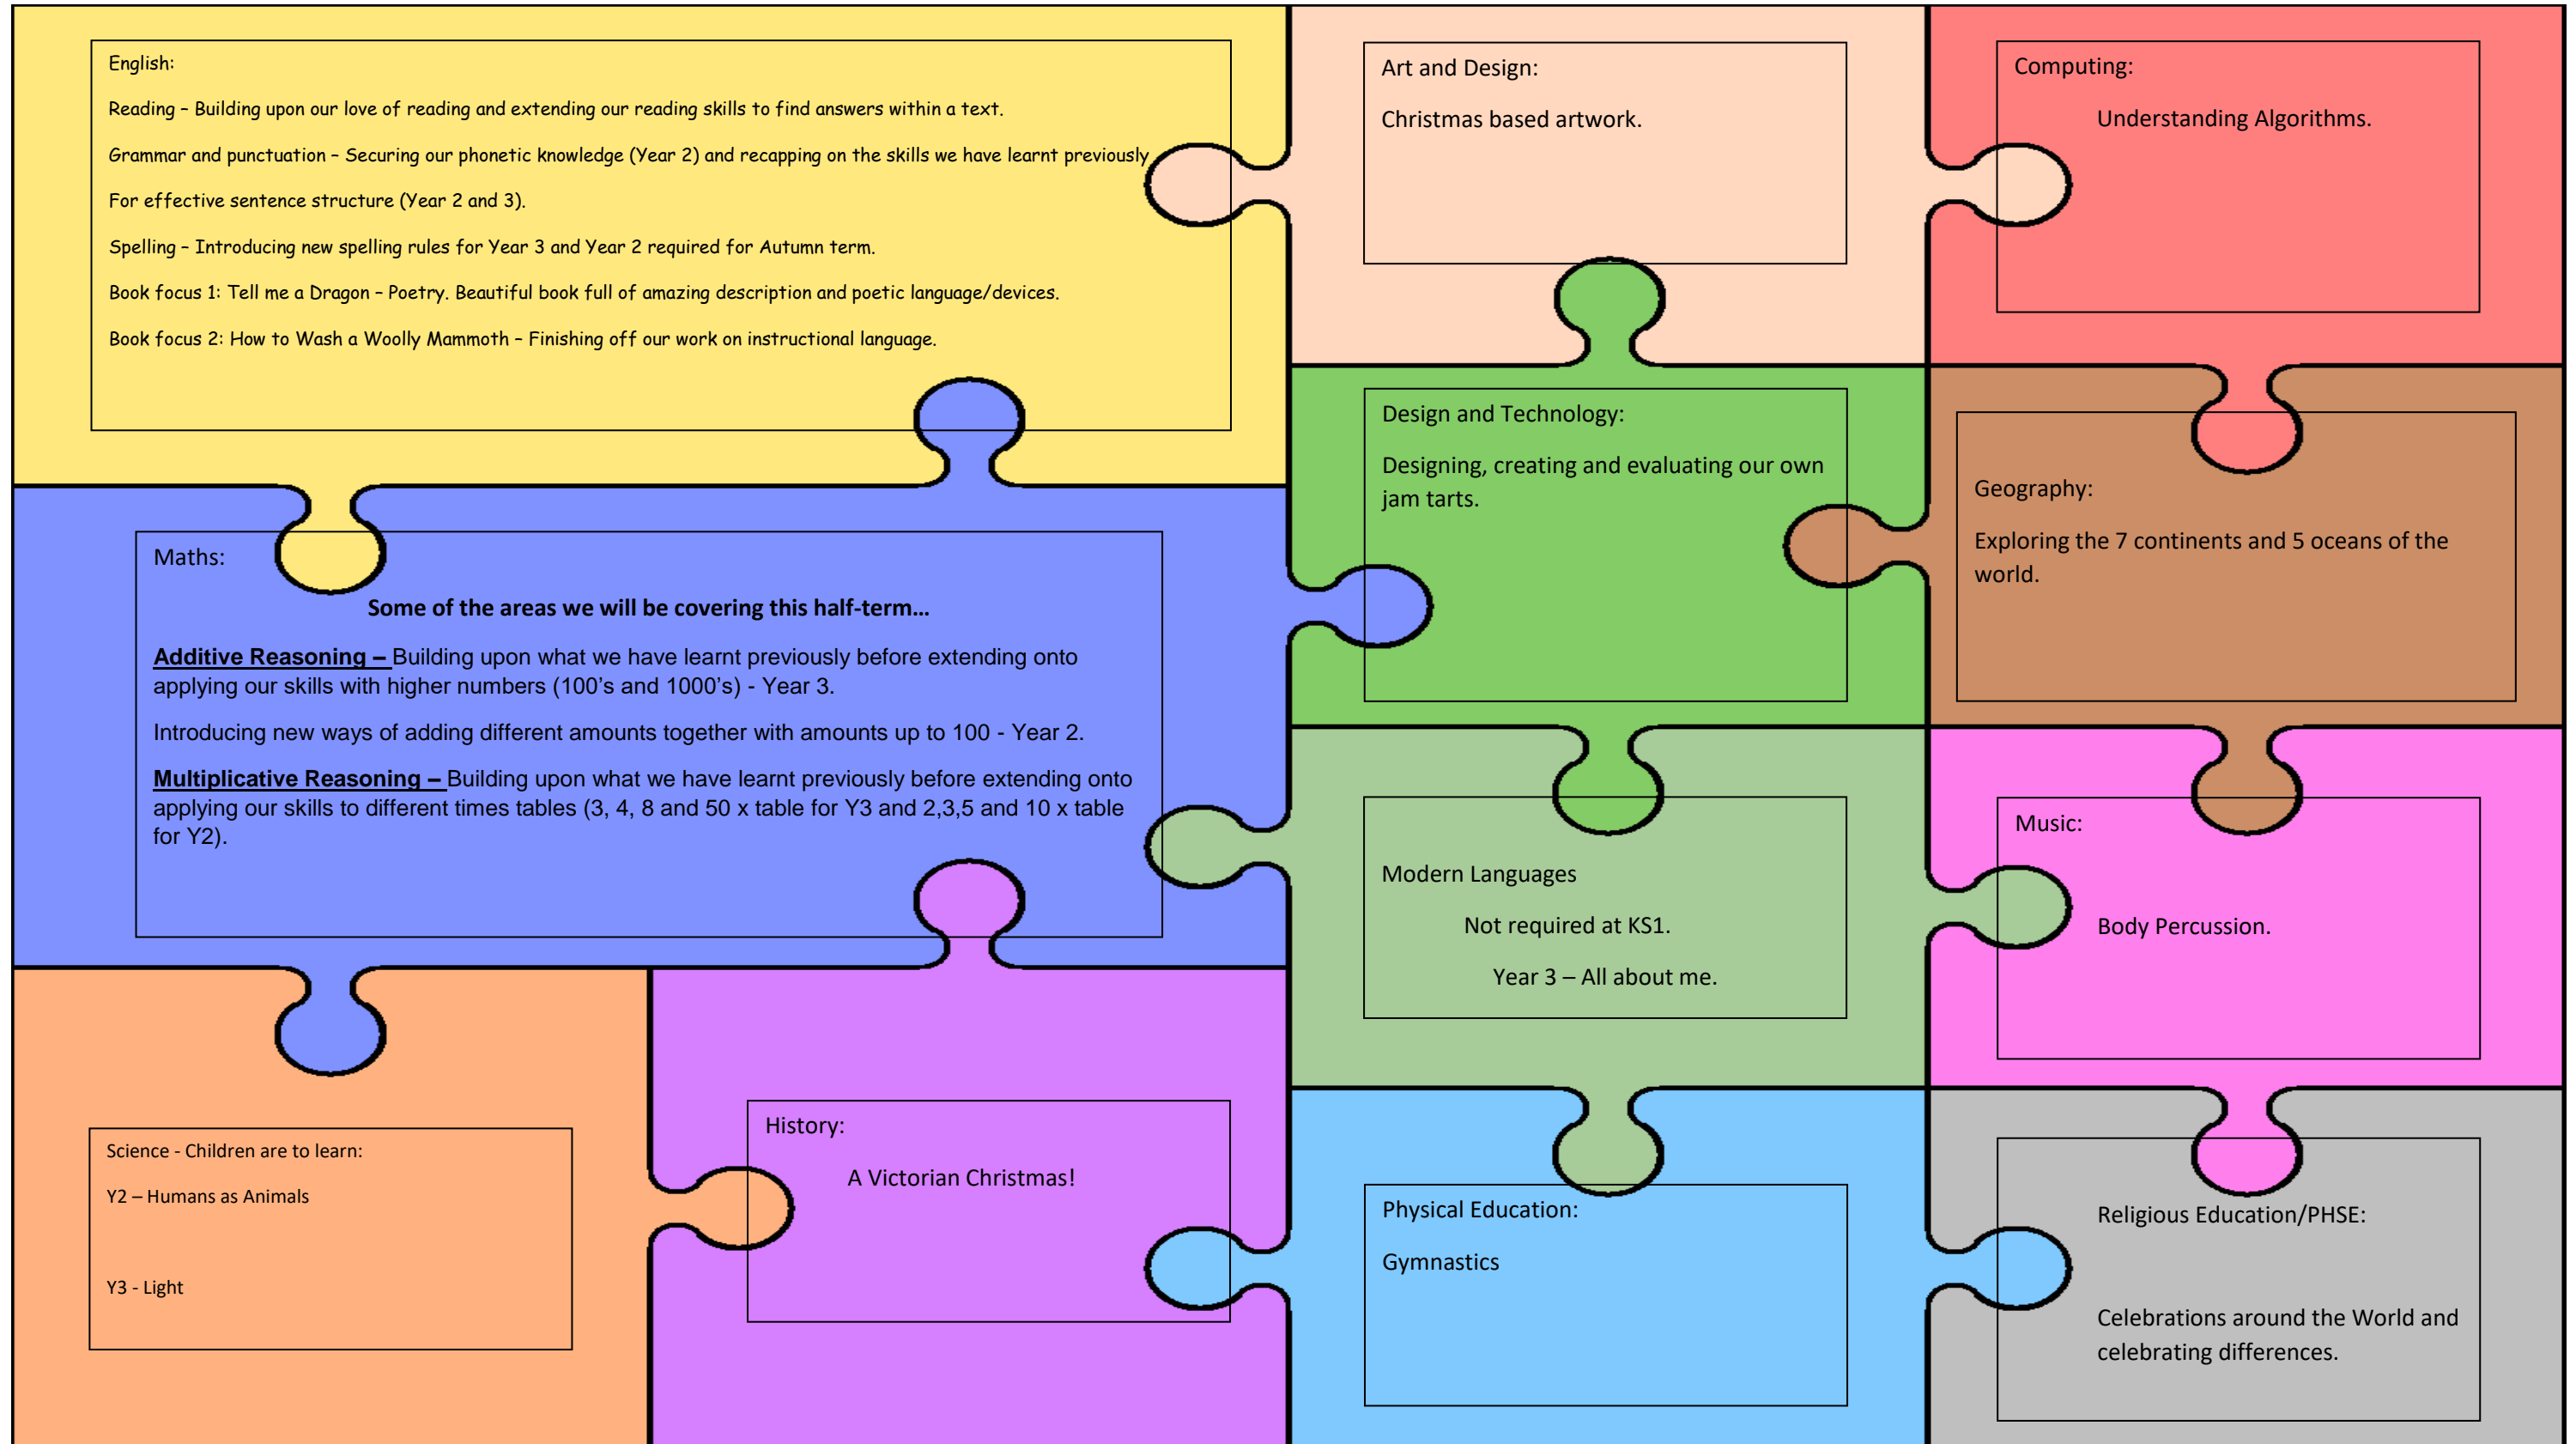 English:
Reading – Building upon our love of reading and extending our reading skills to find answers within a text.
Grammar and punctuation – Securing our phonetic knowledge (Year 2) and recapping on the skills we have learnt previously
For effective sentence structure (Year 2 and 3).
Spelling – Introducing new spelling rules for Year 3 and Year 2 required for Autumn term.
Book focus 1: Tell me a Dragon – Poetry. Beautiful book full of amazing description and poetic language/devices.
Book focus 2: How to Wash a Woolly Mammoth – Finishing off our work on instructional language.
Art and Design:
Christmas based artwork.
Computing:
Understanding Algorithms.
Maths:
Some of the areas we will be covering this half-term…
Additive Reasoning – Building upon what we have learnt previously before extending onto
applying our skills with higher numbers (100’s and 1000’s) - Year 3.
Introducing new ways of adding different amounts together with amounts up to 100 - Year 2.
Multiplicative Reasoning – Building upon what we have learnt previously before extending onto
applying our skills to different times tables (3, 4, 8 and 50 x table for Y3 and 2,3,5 and 10 x table
for Y2).
Design and Technology:
Designing, creating and evaluating our own
jam tarts.
Geography:
Exploring the 7 continents and 5 oceans of the
world.
Modern Languages
Not required at KS1.
Year 3 – All about me.
Music:
Body Percussion.
Science - Children are to learn:
Y2 – Humans as Animals
Y3 - Light
History:
A Victorian Christmas!
Physical Education:
Gymnastics
Religious Education/PHSE:
Celebrations around the World and
celebrating differences.